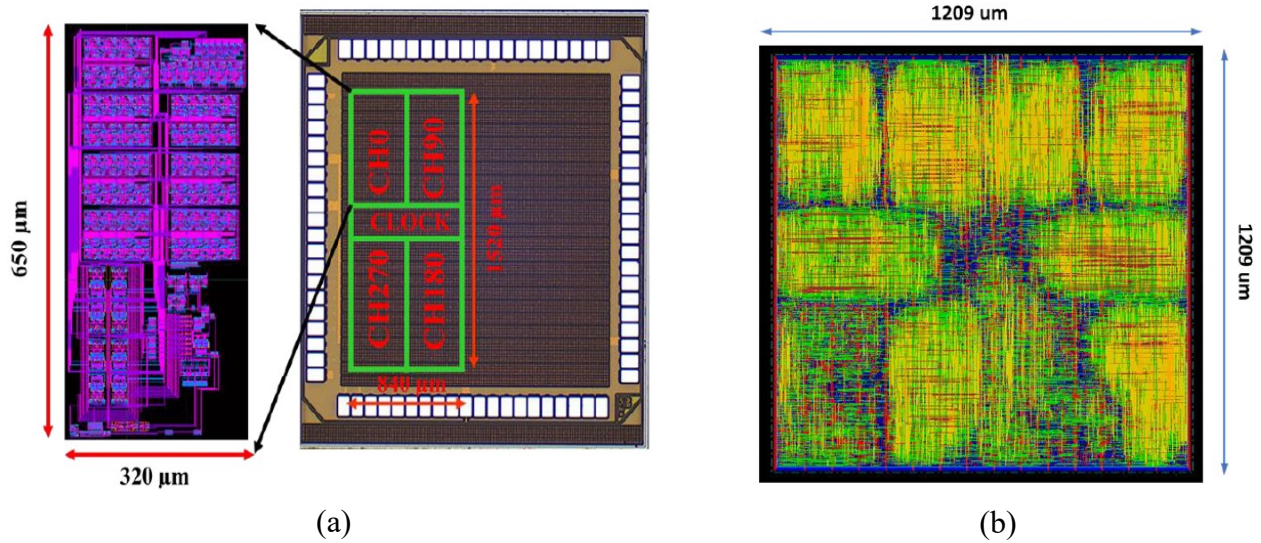 650 µm
320 µm
CH0
CH90
CLOCK
CH270
CH180
1520 µm
840 µm
(a)
1209 um
1209 um
(b)